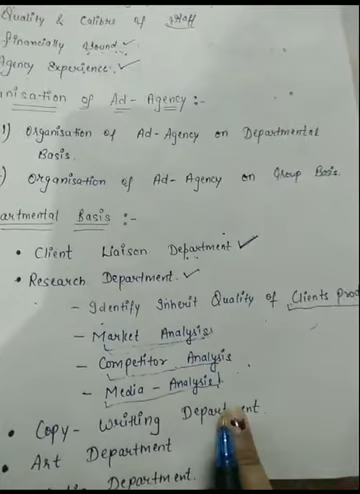 Quality & Calibre of Staff
financially sound
Agency Experience.
nisation of Ad-Agency :-
1) Organisation of Ad-Agency on Departmental
Basis.
) Organisation of Ad-Agency on Group Basis.
artmental Basis :-
• Client Liaison Department
• Research Department.
- Identify Inherit Quality of Clients Prod
- Market Analysis
- Competitor Analysis
- Media - Analysis
• Copy - Writting Department.
• Art Department
Department.